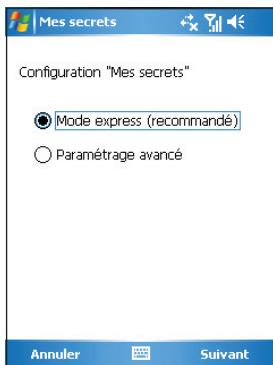 Mes secrets
Configuration "Mes secrets"
Mode express (recommandé)
Paramétrage avancé
Annuler Suivant